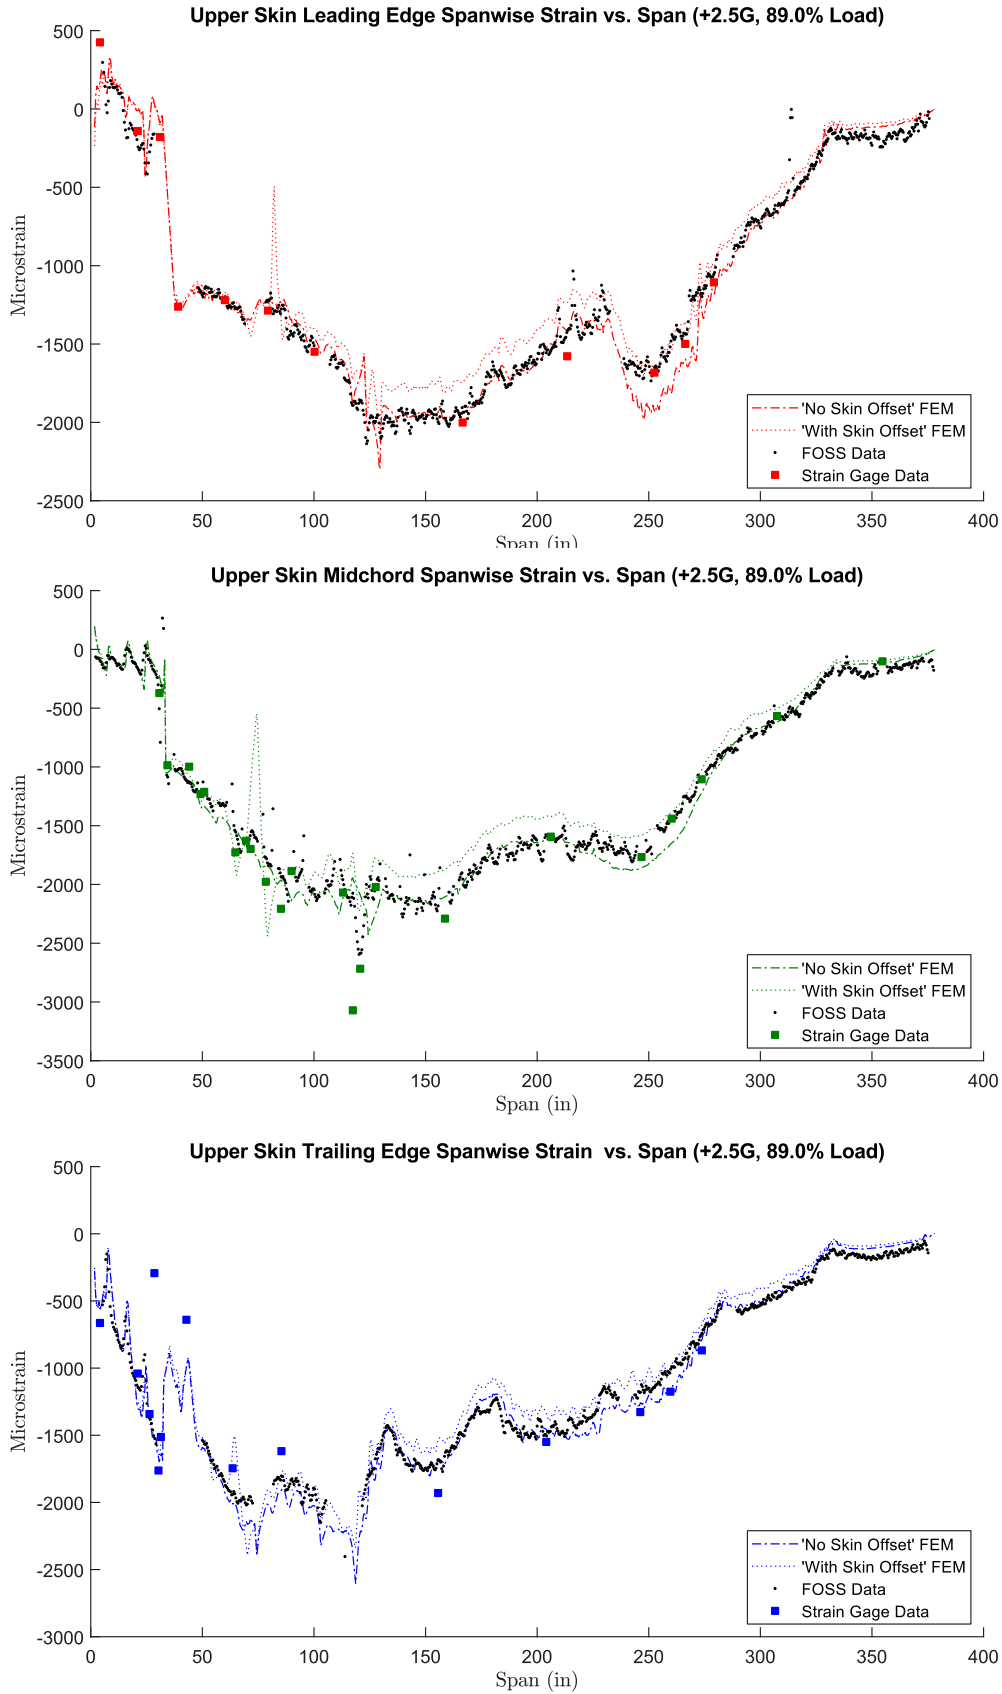 Upper Skin Leading Edge Spanwise Strain vs. Span (+2.5G, 89.0% Load)
500
0
-500
-1000
-1500
-2000
-2500
Microstrain
'No Skin Offset' FEM
'With Skin Offset' FEM
FOSS Data
Strain Gage Data
0 50 100 150 200 250 300 350 400
Span (in)
Upper Skin Midchord Spanwise Strain vs. Span (+2.5G, 89.0% Load)
500
0
-500
-1000
-1500
-2000
-2500
-3000
-3500
Microstrain
'No Skin Offset' FEM
'With Skin Offset' FEM
FOSS Data
Strain Gage Data
0 50 100 150 200 250 300 350 400
Span (in)
Upper Skin Trailing Edge Spanwise Strain  vs. Span (+2.5G, 89.0% Load)
500
0
-500
-1000
-1500
-2000
-2500
-3000
Microstrain
'No Skin Offset' FEM
'With Skin Offset' FEM
FOSS Data
Strain Gage Data
0 50 100 150 200 250 300 350 400
Span (in)